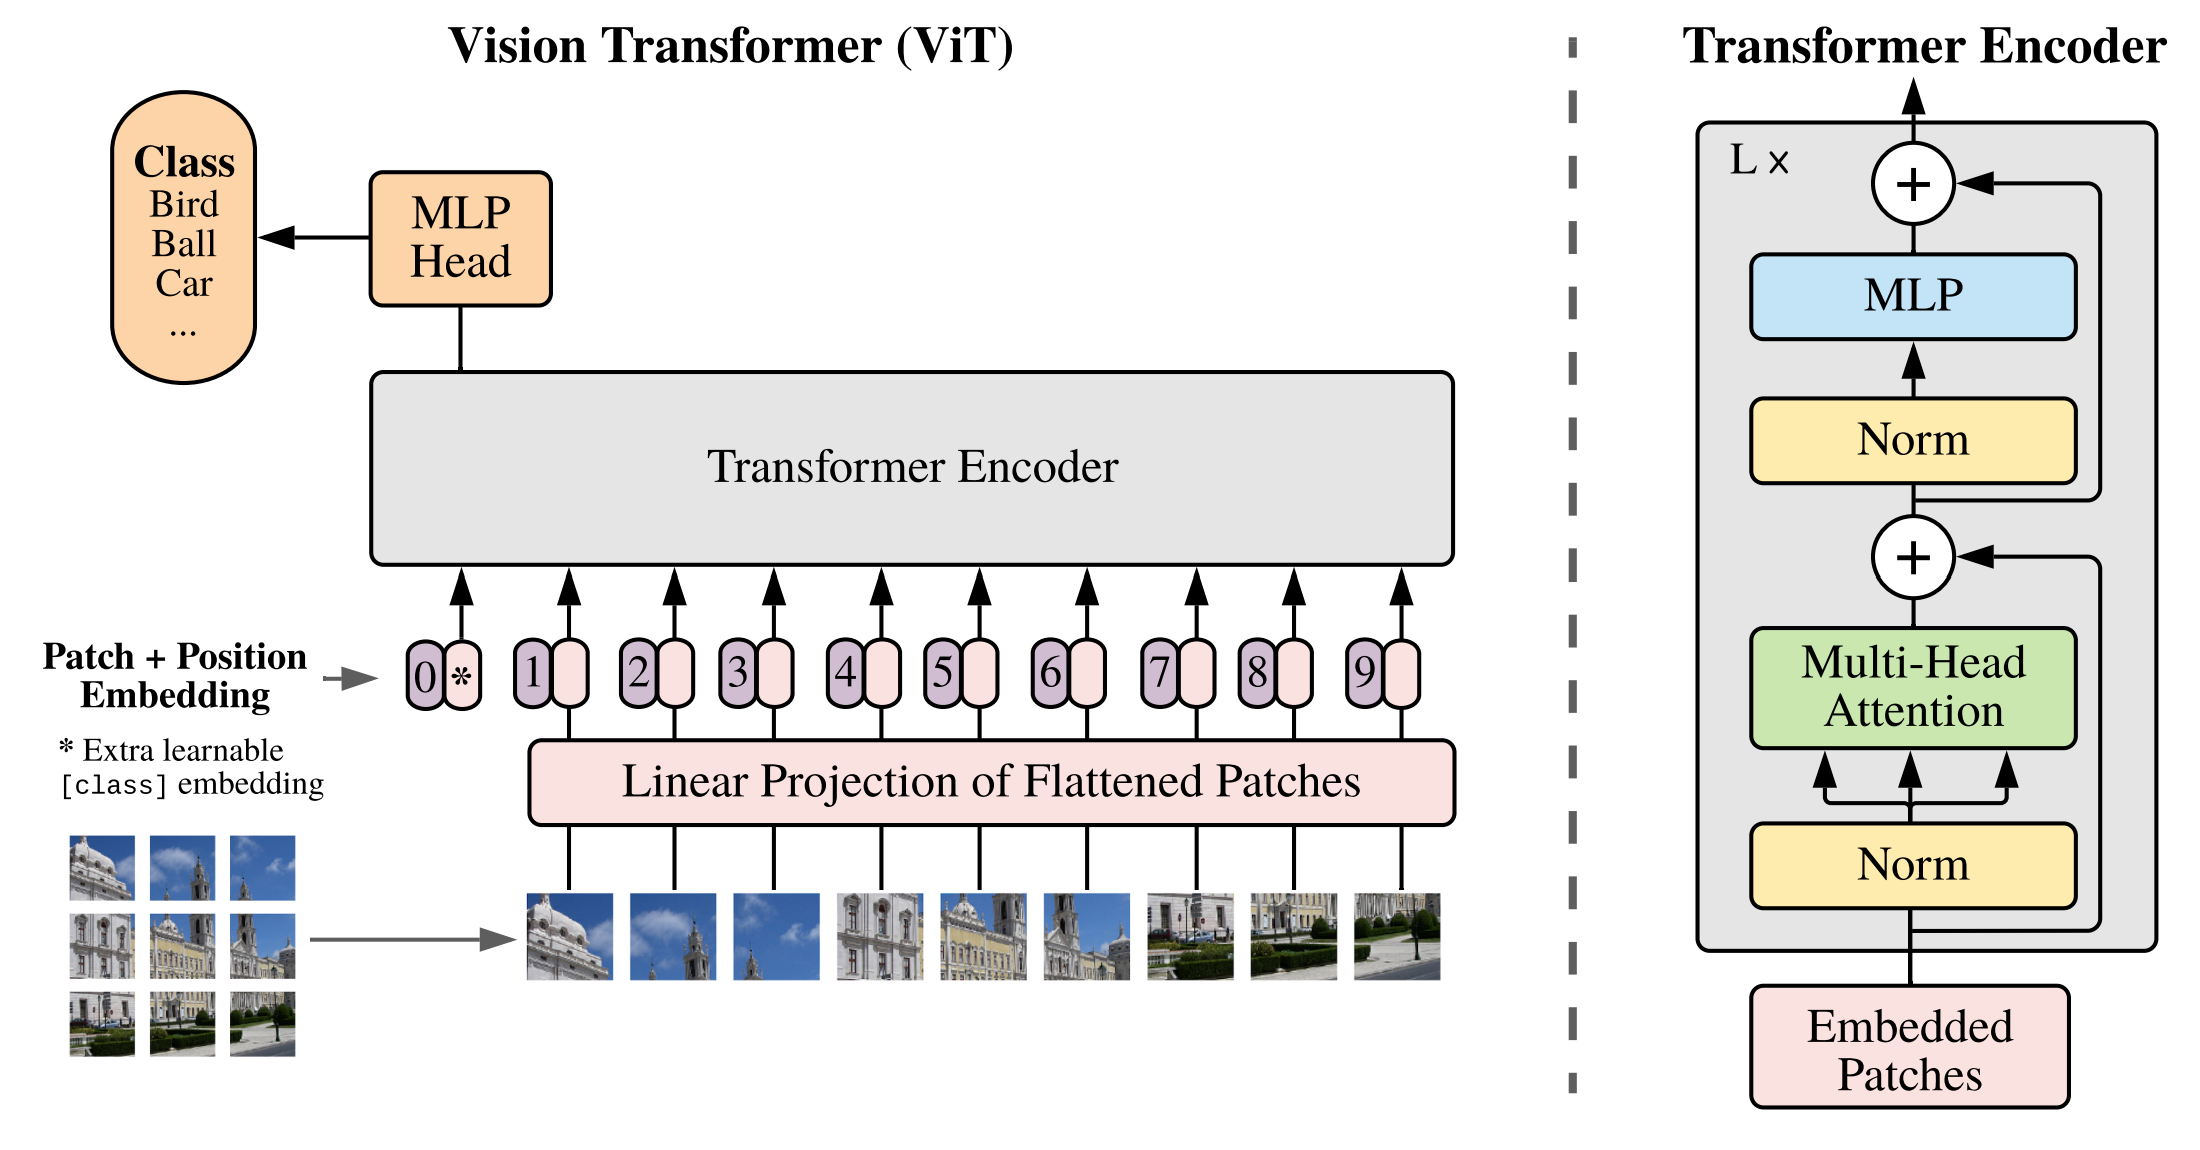 Vision Transformer (ViT)
Class
Bird
Ball
Car
...
MLP
Head
Transformer Encoder
Patch + Position
Embedding
* Extra learnable
[class] embedding
0 * 1 2 3 4 5 6 7 8 9
Linear Projection of Flattened Patches
Transformer Encoder
L ×
+
MLP
Norm
+
Multi-Head
Attention
Norm
Embedded
Patches